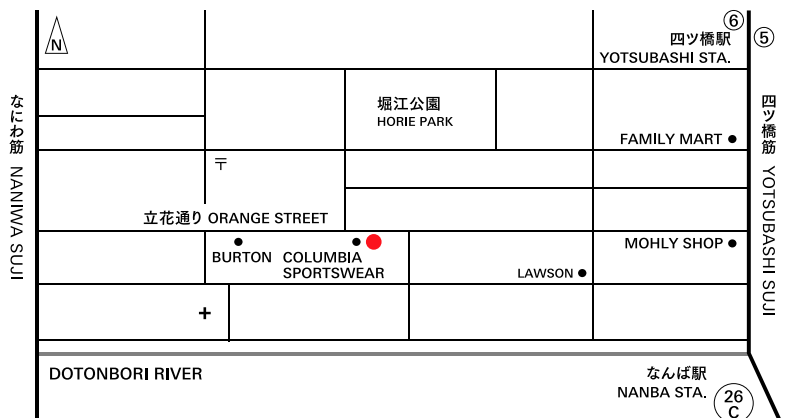 N
⑥
四ツ橋駅
YOTSUBASHI STA.
⑤
堀江公園
HORIE PARK
なにわ筋 NANIWA SUJI
四ツ橋筋 YOTSUBASHI SUJI
FAMILY MART
〒
立花通り ORANGE STREET
BURTON
COLUMBIA
SPORTSWEAR
MOHLY SHOP
LAWSON
DOTONBORI RIVER
なんば駅
NANBA STA.
26
C